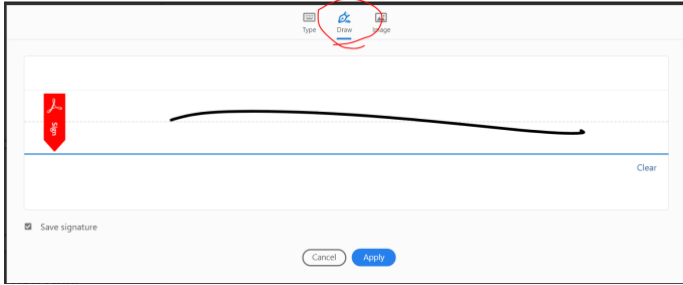 Type Draw Image
Sign
Clear
Save signature
Cancel Apply